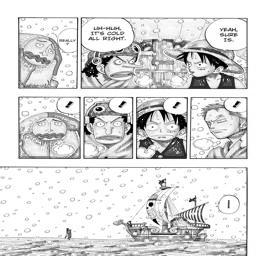 YEAH,
SURE
IS.
UH-HUH,
IT'S COLD
ALL RIGHT.
REALLY?
!
!
!
!
!